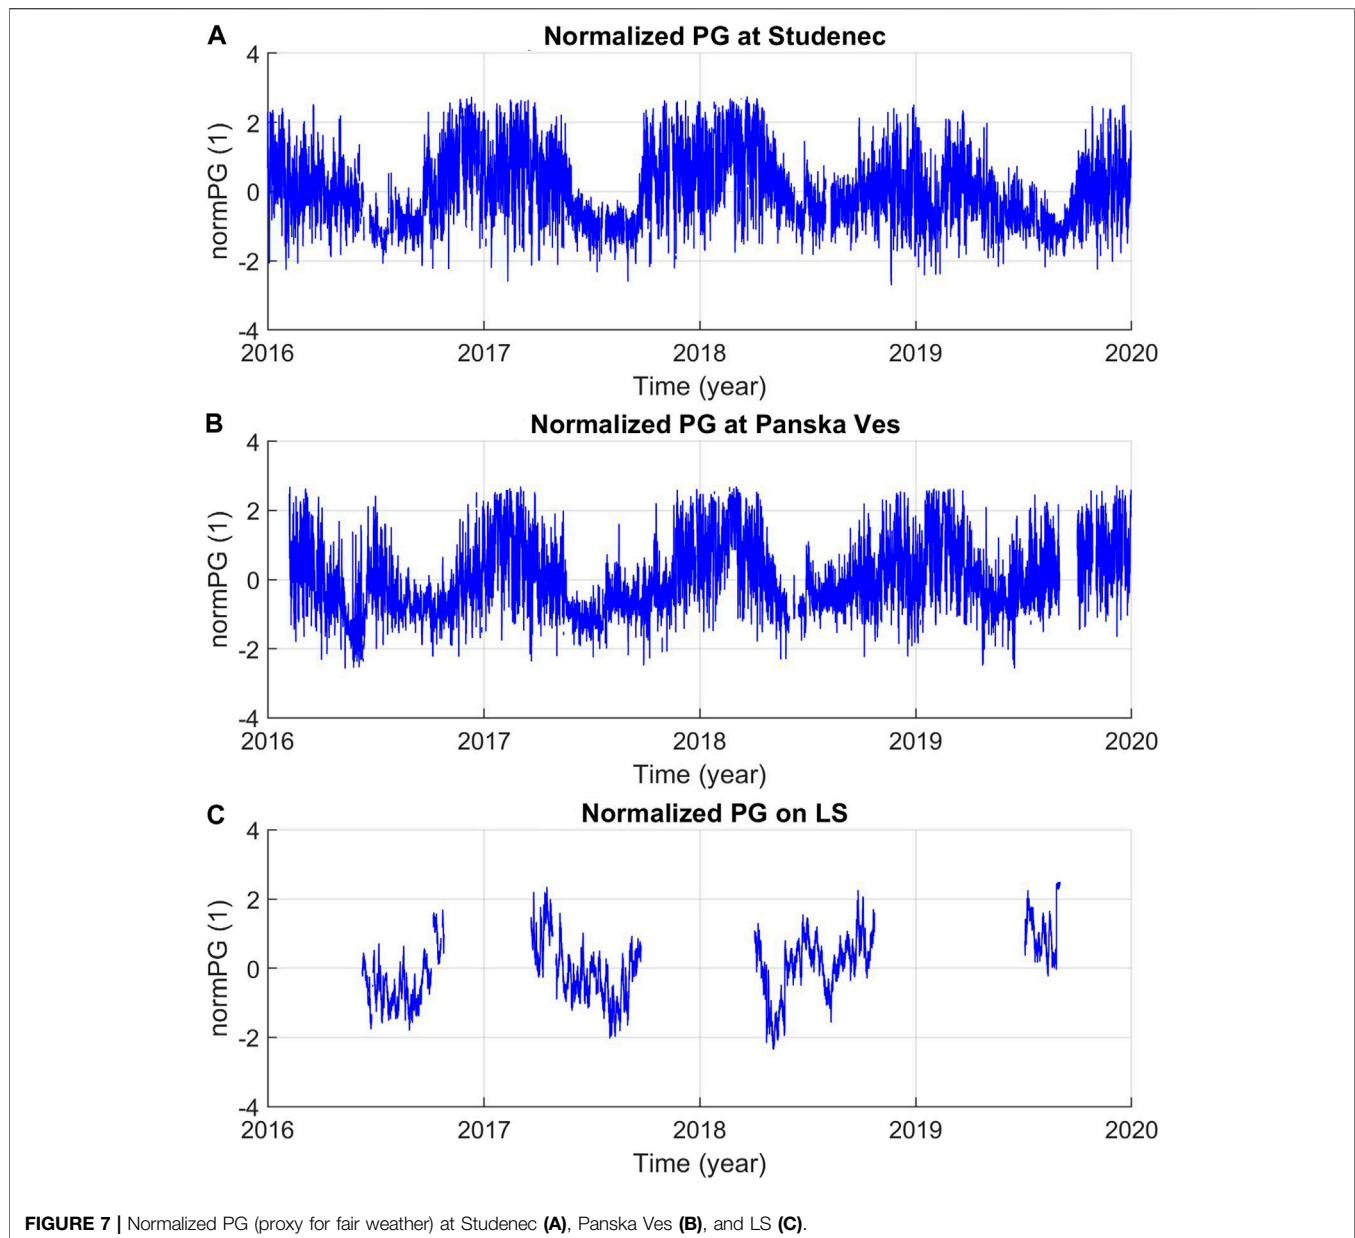 A
Normalized PG at Studenec
4
2
0
-2
-4
normPG (1)
2016 2017 2018 2019 2020
Time (year)
B
Normalized PG at Panska Ves
4
2
0
-2
-4
normPG (1)
2016 2017 2018 2019 2020
Time (year)
C
Normalized PG on LS
4
2
0
-2
-4
normPG (1)
2016 2017 2018 2019 2020
Time (year)
FIGURE 7 | Normalized PG (proxy for fair weather) at Studenec (A), Panska Ves (B), and LS (C).